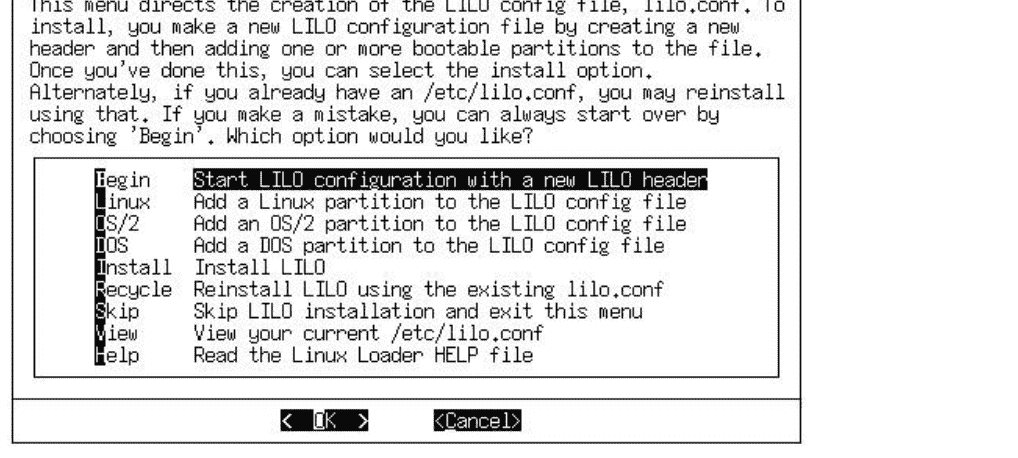 This menu directs the creation of the LILO config file, lilo.conf. To
install, you make a new LILO configuration file by creating a new
header and then adding one or more bootable partitions to the file.
Once you've done this, you can select the install option.
Alternately, if you already have an /etc/lilo.conf, you may reinstall
using that. If you make a mistake, you can always start over by
choosing 'Begin'. Which option would you like?
Begin Start LILO configuration with a new LILO header
Linux Add a Linux partition to the LILO config file
OS/2 Add an OS/2 partition to the LILO config file
DOS Add a DOS partition to the LILO config file
Install Install LILO
Recycle Reinstall LILO using the existing lilo.conf
Skip Skip LILO installation and exit this menu
View View your current /etc/lilo.conf
Help Read the Linux Loader HELP file
< OK > <Cancel>